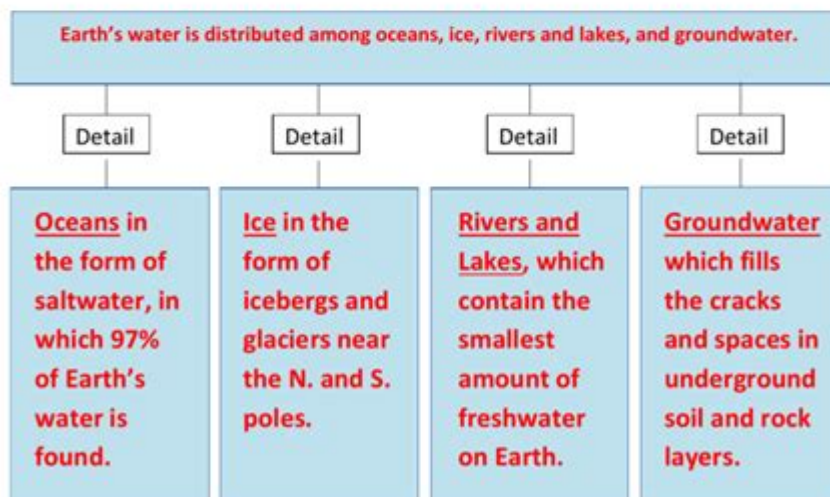 Earth's water is distributed among oceans, ice, rivers and lakes, and groundwater.
Detail
Detail
Detail
Detail
Oceans in
the form of
saltwater, in
which 97%
of Earth's
water is
found.
Ice in the
form of
icebergs and
glaciers near
the N. and S.
poles.
Rivers and
Lakes, which
contain the
smallest
amount of
freshwater
on Earth.
Groundwater
which fills
the cracks
and spaces in
underground
soil and rock
layers.